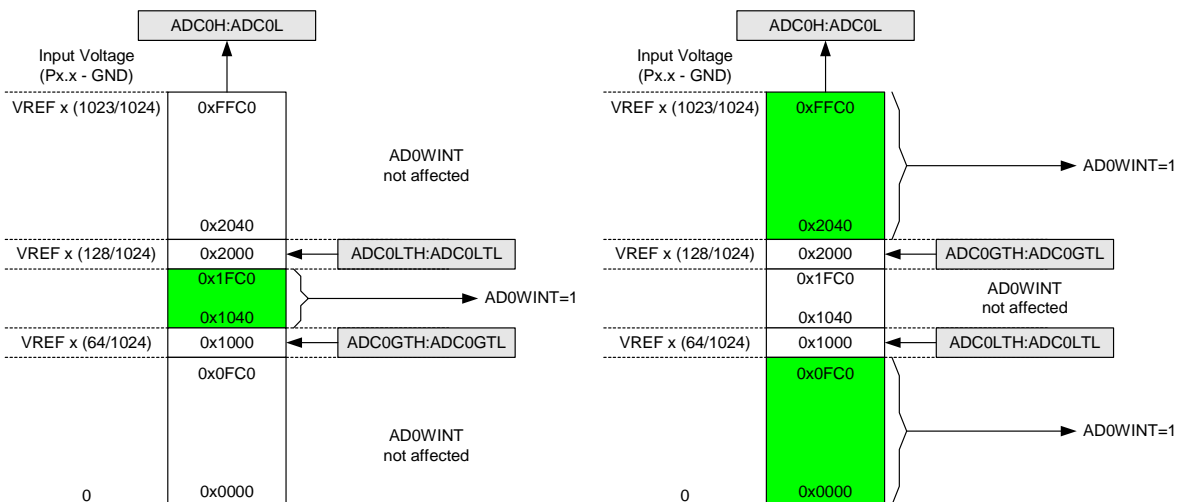 ADC0H:ADC0L
Input Voltage
(Px.x - GND)
VREF x (1023/1024)
0xFFC0
AD0WINT
not affected
0x2040
VREF x (128/1024)
0x2000
ADC0LTH:ADC0LTL
0x1FC0
AD0WINT=1
0x1040
VREF x (64/1024)
0x1000
ADC0GTH:ADC0GTL
0x0FC0
AD0WINT
not affected
0
0x0000
ADC0H:ADC0L
Input Voltage
(Px.x - GND)
VREF x (1023/1024)
0xFFC0
AD0WINT=1
0x2040
VREF x (128/1024)
0x2000
ADC0GTH:ADC0GTL
0x1FC0
AD0WINT
not affected
0x1040
VREF x (64/1024)
0x1000
ADC0LTH:ADC0LTL
0x0FC0
AD0WINT=1
0
0x0000